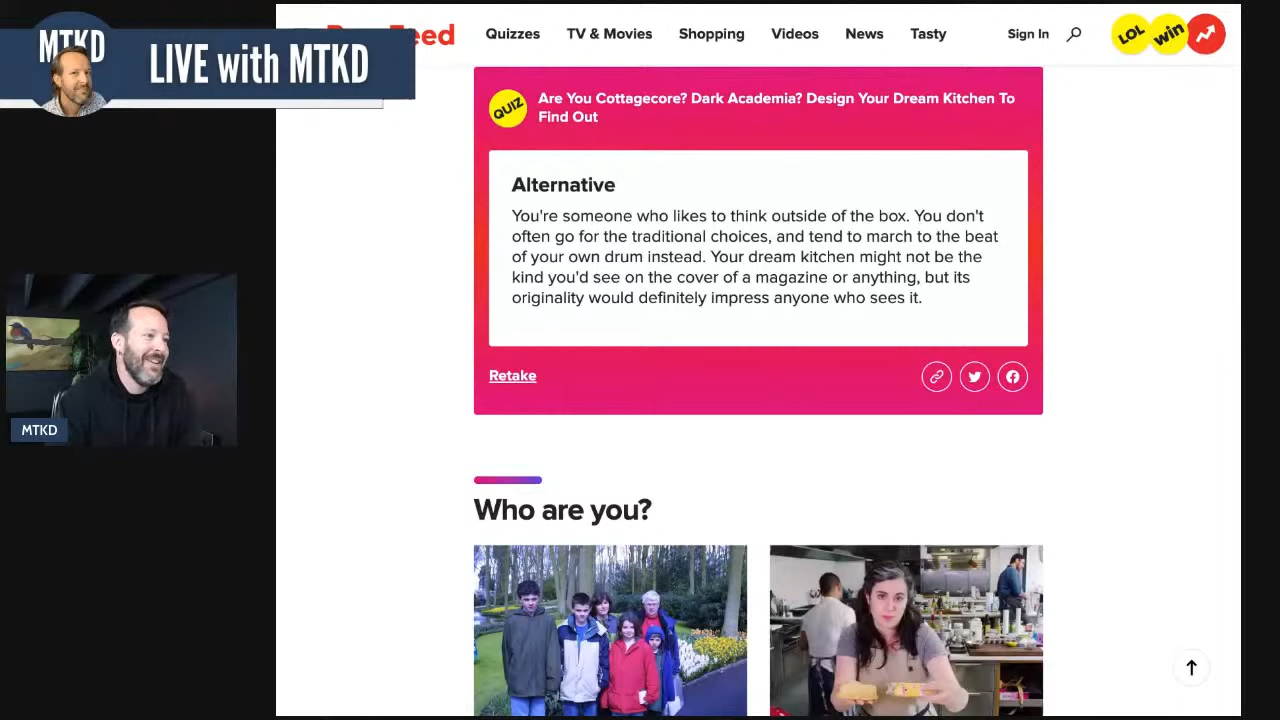 MTKD
LIVE with MTKD
Quizzes TV & Movies Shopping Videos News Tasty
Sign In
LOL
win
QUIZ
Are You Cottagecore? Dark Academia? Design Your Dream Kitchen To
Find Out
Alternative
You're someone who likes to think outside of the box. You don't
often go for the traditional choices, and tend to march to the beat
of your own drum instead. Your dream kitchen might not be the
kind you'd see on the cover of a magazine or anything, but its
originality would definitely impress anyone who sees it.
Retake
MTKD
Who are you?